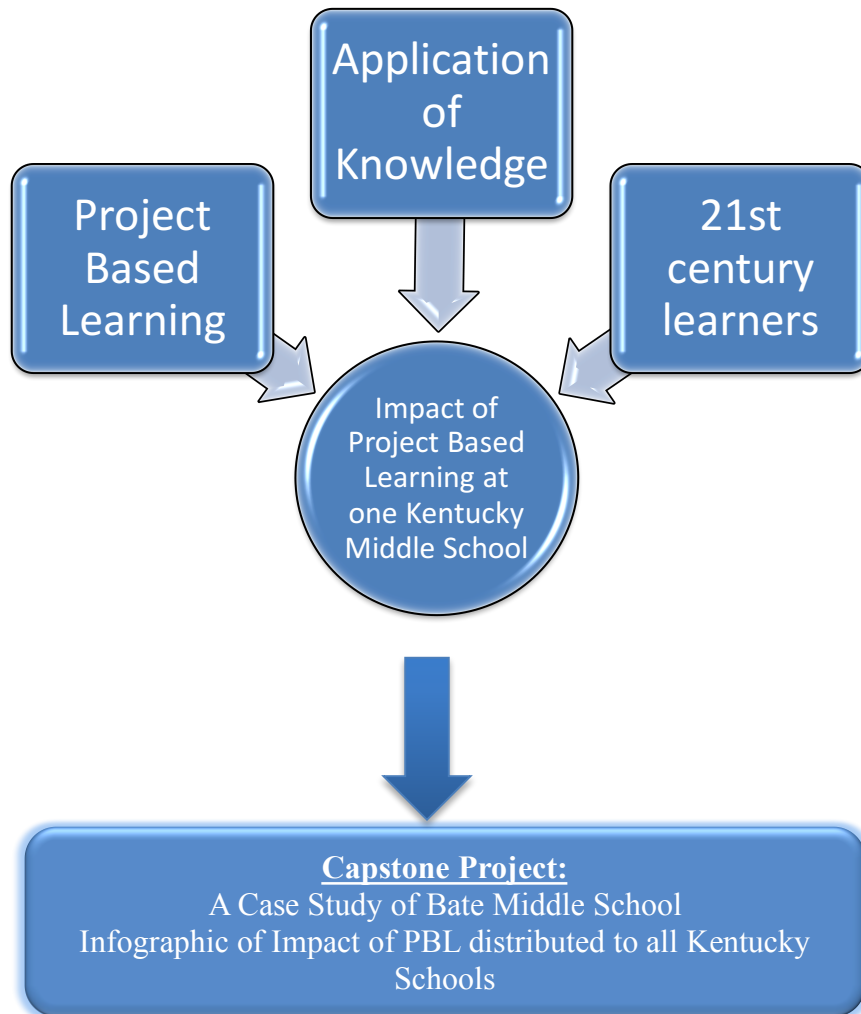 Application
of
Knowledge
Project
Based
Learning
21st
century
learners
Impact of
Project Based
Learning at
one Kentucky
Middle School
Capstone Project:
A Case Study of Bate Middle School
Infographic of Impact of PBL distributed to all Kentucky
Schools